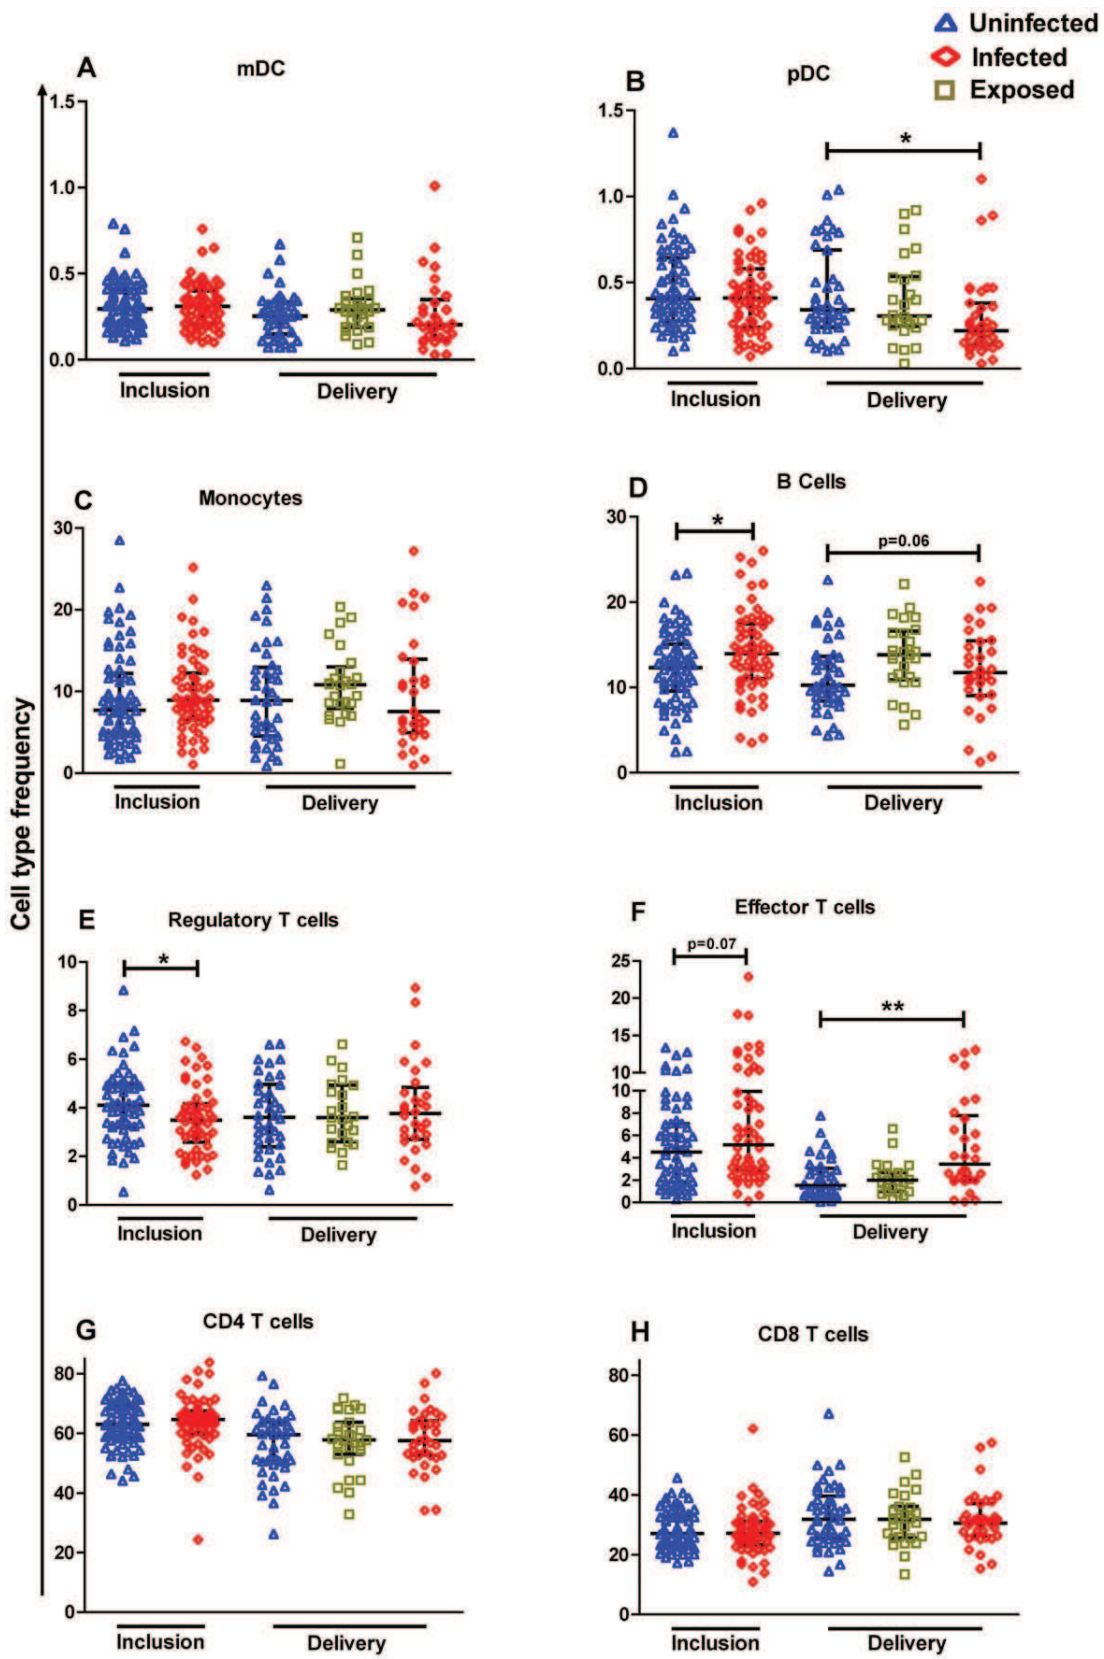 Uninfected
Infected
Exposed
A
mDC
1.5
1.0
0.5
0.0
Inclusion
Delivery
B
pDC
1.5
1.0
0.5
0.0
*
Inclusion
Delivery
C
Monocytes
30
20
10
0
Inclusion
Delivery
D
B Cells
30
20
10
0
*
p=0.06
Inclusion
Delivery
Cell type frequency
E
Regulatory T cells
10
8
6
4
2
0
*
Inclusion
Delivery
F
Effector T cells
25
20
15
10
10
8
6
4
2
0
p=0.07
**
Inclusion
Delivery
G
CD4 T cells
80
60
40
20
0
Inclusion
Delivery
H
CD8 T cells
80
60
40
20
0
Inclusion
Delivery